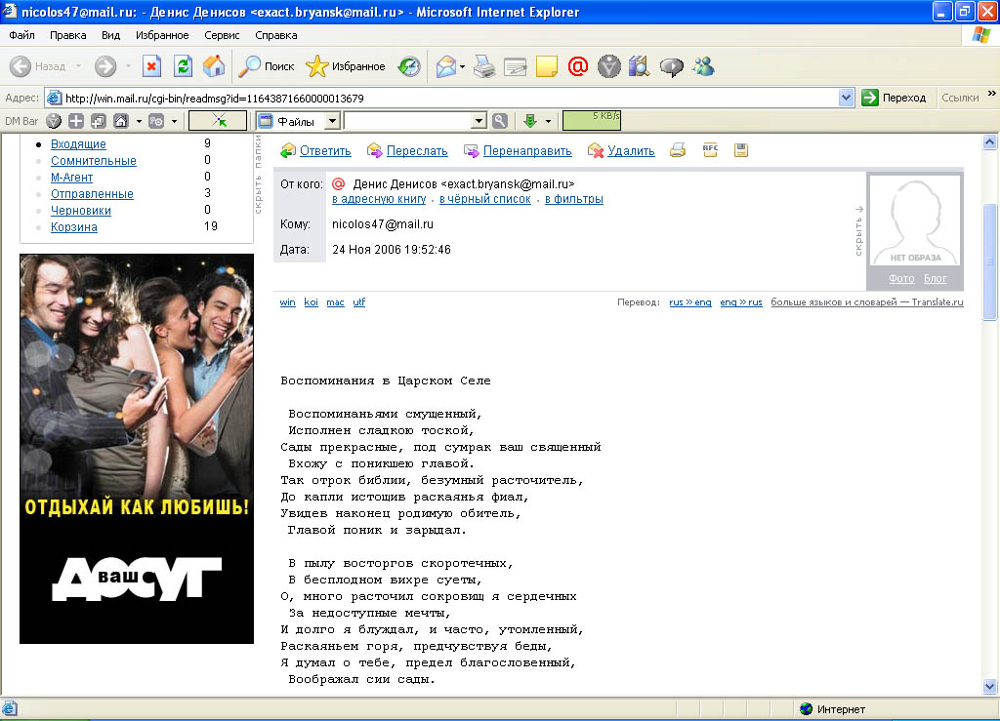 nicolos47@mail.ru: - Денис Денисов <exact.bryansk@mail.ru> - Microsoft Internet Explorer
Файл Правка Вид Избранное Сервис Справка
Назад Поиск Избранное
Адрес: http://win.mail.ru/cgi-bin/readmsg?id=11643871660000013679 Переход Ссылки »
DM Bar Файлы 5 KB/s
Входящие 9
Сомнительные 0
М-Агент 0
Отправленные 3
Черновики 0
Корзина 19
скрыть папки
ОТДЫХАЙ КАК ЛЮБИШЬ!
ваш
ДОСУГ
Ответить Переслать Перенаправить Удалить RFC
От кого: Денис Денисов <exact.bryansk@mail.ru>
в адресную книгу · в чёрный список · в фильтры
Кому: nicolos47@mail.ru
Дата: 24 Ноя 2006 19:52:46
скрыть →
НЕТ ОБРАЗА
Фото Блог
win koi mac utf Перевод: rus » eng eng » rus больше языков и словарей — Translate.ru
Воспоминания в Царском Селе
Воспоминаньями смущенный,
Исполнен сладкою тоской,
Сады прекрасные, под сумрак ваш священный
Вхожу с поникшею главой.
Так отрок библии, безумный расточитель,
До капли истощив раскаянья фиал,
Увидев наконец родимую обитель,
Главой поник и зарыдал.
В пылу восторгов скоротечных,
В бесплодном вихре суеты,
О, много расточил сокровищ я сердечных
За недоступные мечты,
И долго я блуждал, и часто, утомленный,
Раскаяньем горя, предчувствуя беды,
Я думал о тебе, предел благословенный,
Воображал сии сады.
Интернет